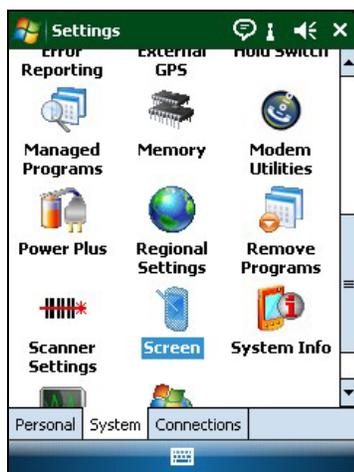 Settings
Error External Hold Switch
Reporting GPS
Managed Memory Modem
Programs Utilities
Power Plus Regional Remove
Settings Programs
Scanner Screen System Info
Settings
Personal System Connections